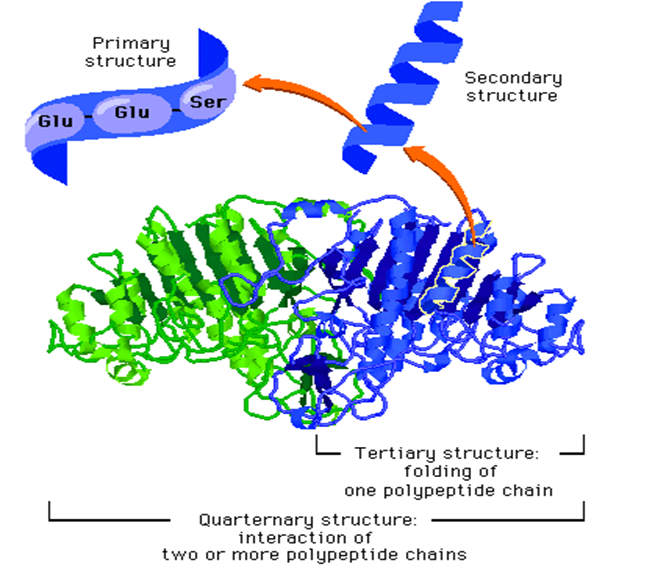 Primary
structure
Secondary
structure
Glu
Glu
Ser
Tertiary structure:
folding of
one polypeptide chain
Quarternary structure:
interaction of
two or more polypeptide chains